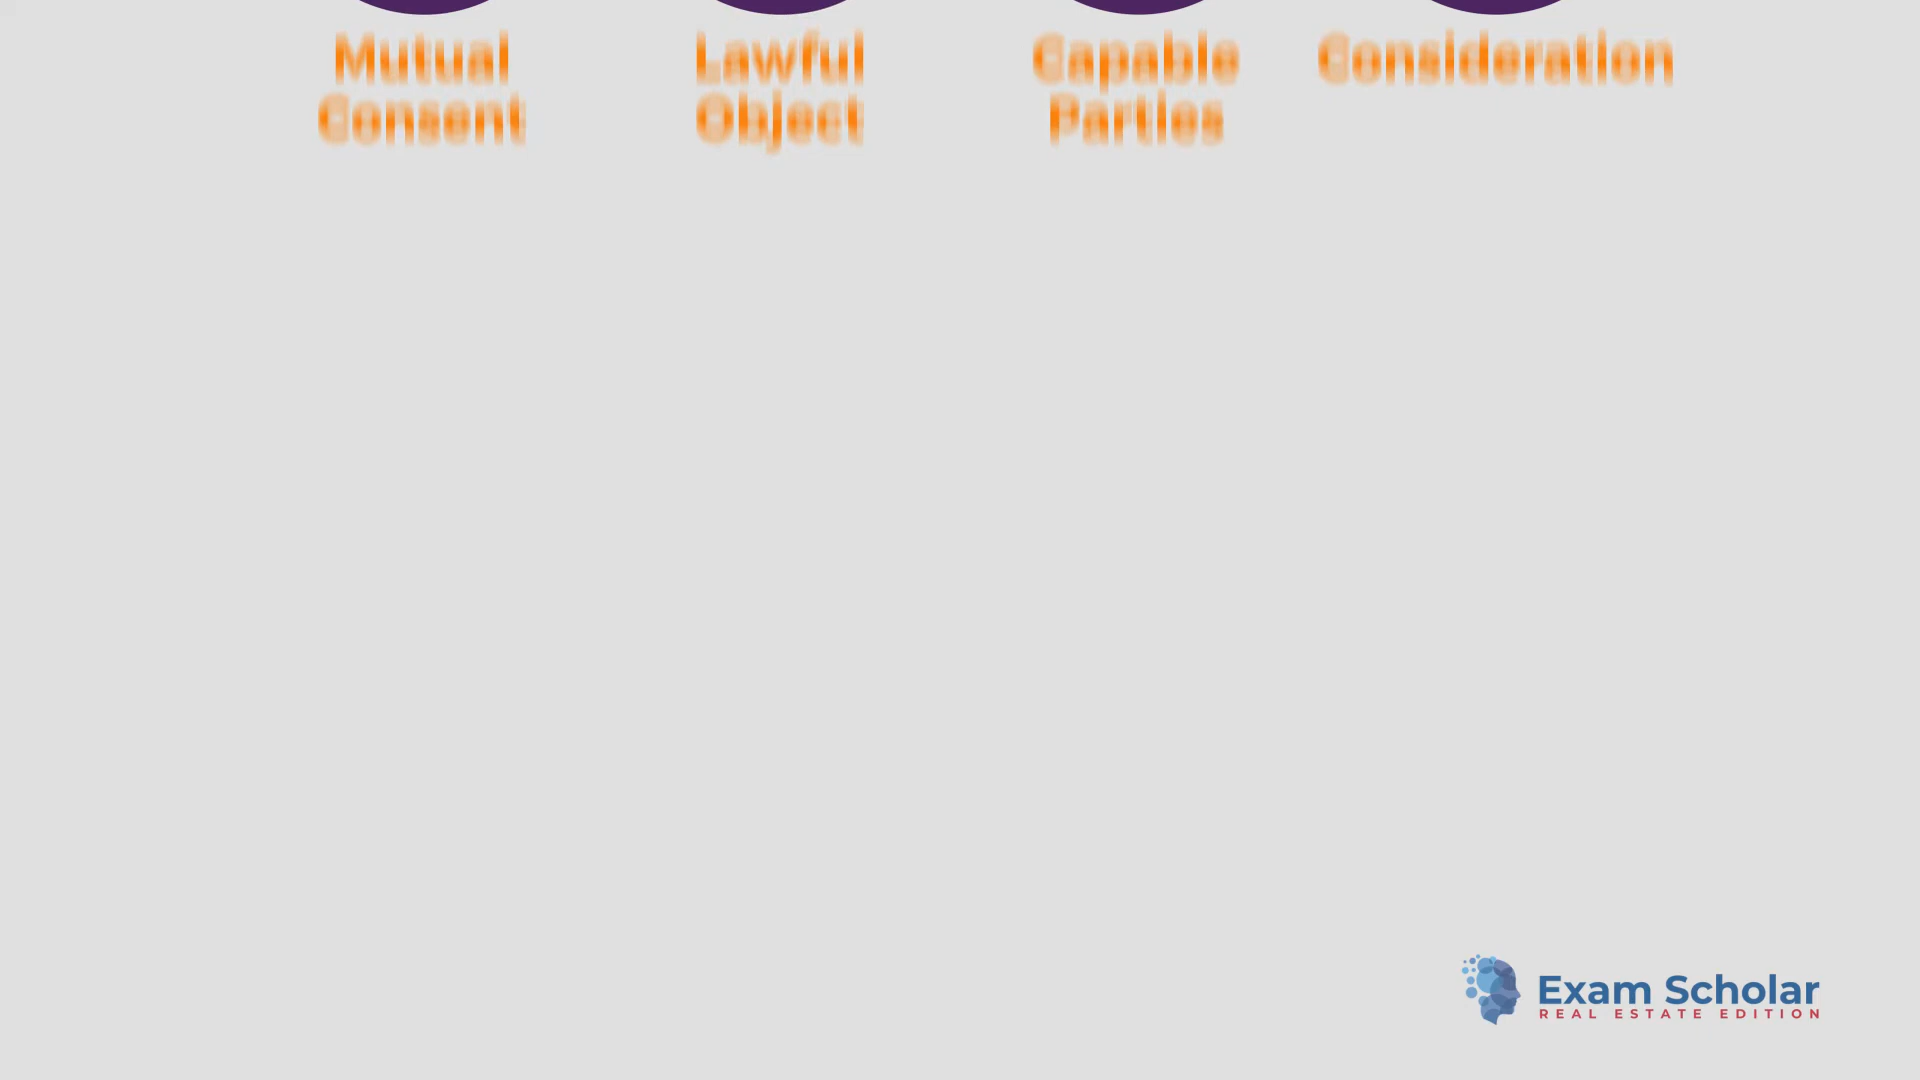 Mutual
Consent
Lawful
Object
Capable
Parties
Consideration
Exam Scholar
REAL ESTATE EDITION